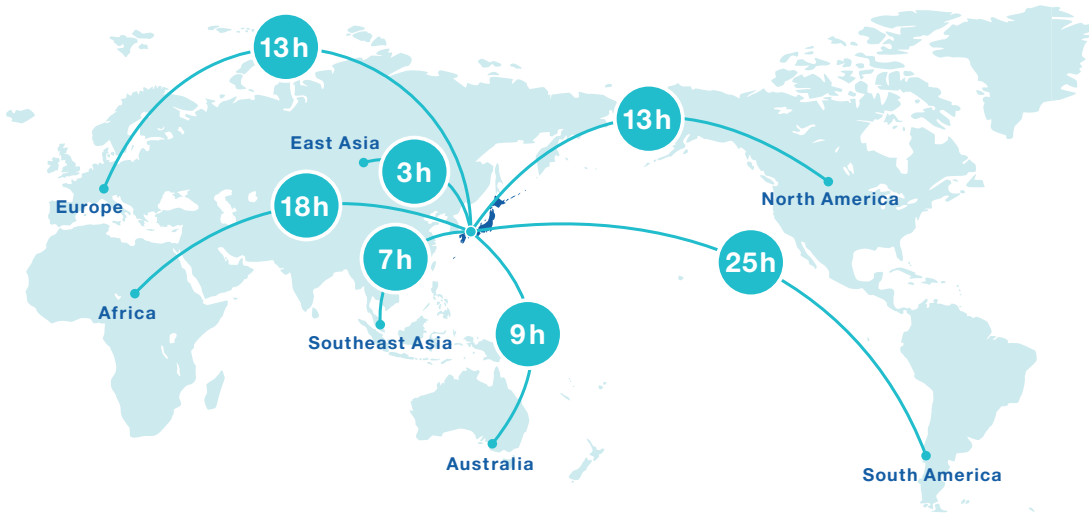 13h
13h
East Asia
3h
Europe
North America
18h
7h
25h
Africa
Southeast Asia
9h
Australia
South America